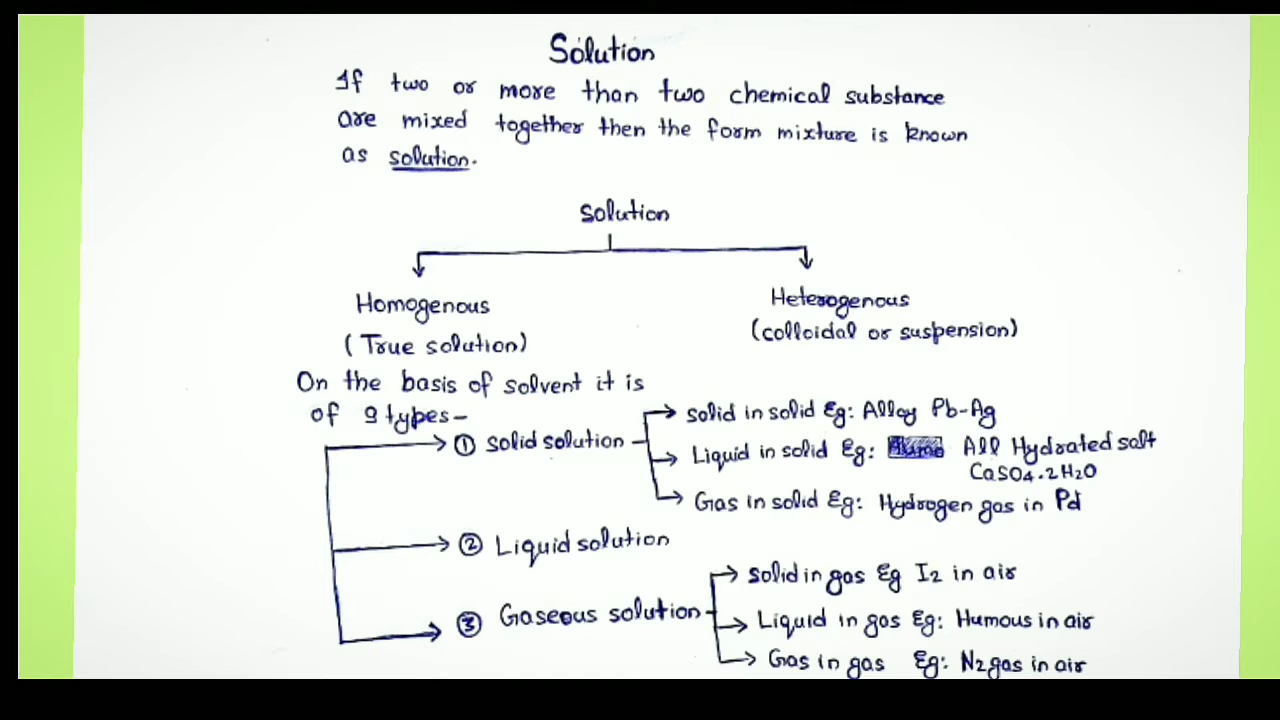 Solution
If two or more than two chemical substance
are mixed together then the form mixture is known
as solution.
Solution
Homogenous
(True solution)
Heterogenous
(colloidal or suspension)
On the basis of solvent it is
of 9 types-
① Solid solution
Solid in solid Eg: Alloy Pb-Ag
Liquid in solid Eg: All Hydrated salt
CaSO4.2H2O
Gas in solid Eg: Hydrogen gas in Pd
② Liquid solution
③ Gaseous solution
Solid in gas Eg I2 in air
Liquid in gas Eg: Humous in air
Gas in gas Eg: N2 gas in air